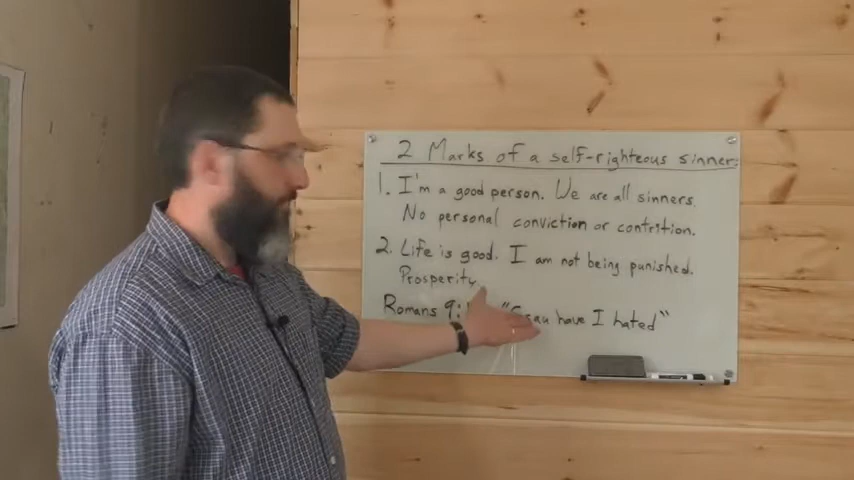 2 Marks of a self-righteous sinner
1. I'm a good person. We are all sinners.
No personal conviction or contrition.
2. Life is good. I am not being punished.
Prosperity
Romans 9: have I hated"